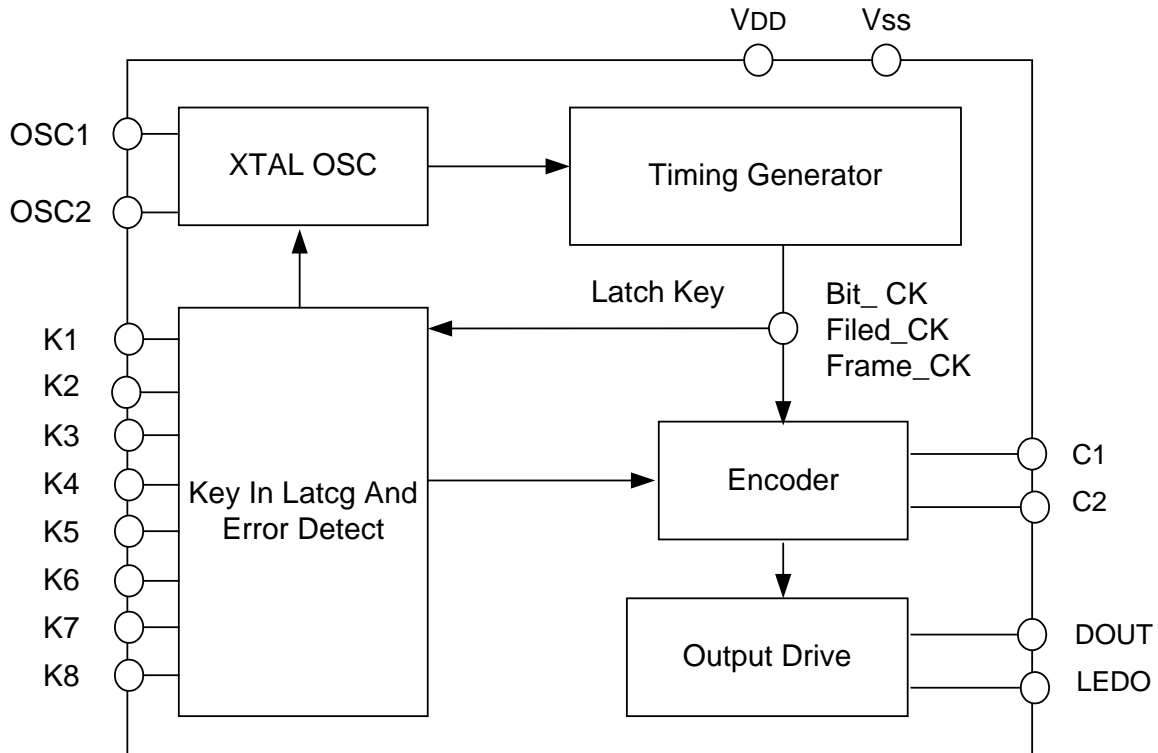 VDD
Vss
OSC1
XTAL OSC
Timing Generator
OSC2
Latch Key
Bit_ CK
Filed_CK
Frame_CK
K1
K2
K3
K4
K5
K6
K7
K8
Key In Latcg And
Error Detect
Encoder
C1
C2
Output Drive
DOUT
LEDO